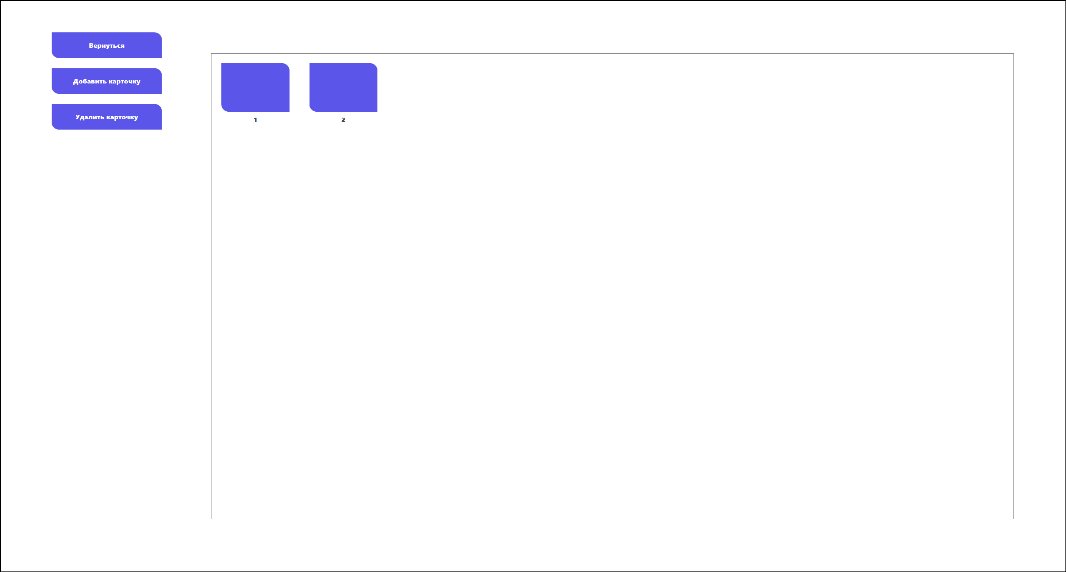 Вернуться
Добавить карточку
Удалить карточку
1
2